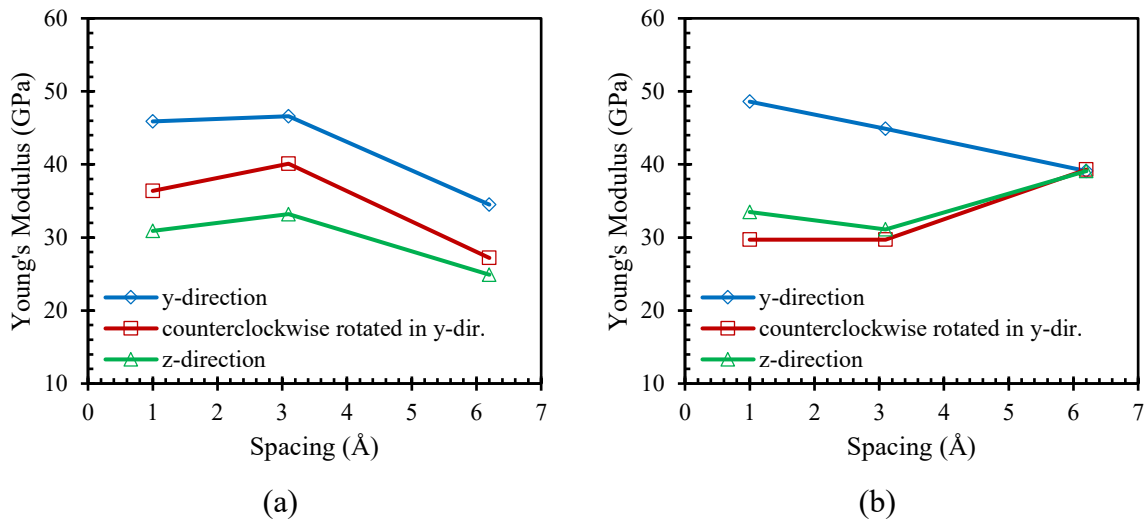 60
50
40
30
20
10
Young's Modulus (GPa)
y-direction
counterclockwise rotated in y-dir.
z-direction
0 1 2 3 4 5 6 7
Spacing (Å)
(a)
60
50
40
30
20
10
Young's Modulus (GPa)
y-direction
counterclockwise rotated in y-dir.
z-direction
0 1 2 3 4 5 6 7
Spacing (Å)
(b)